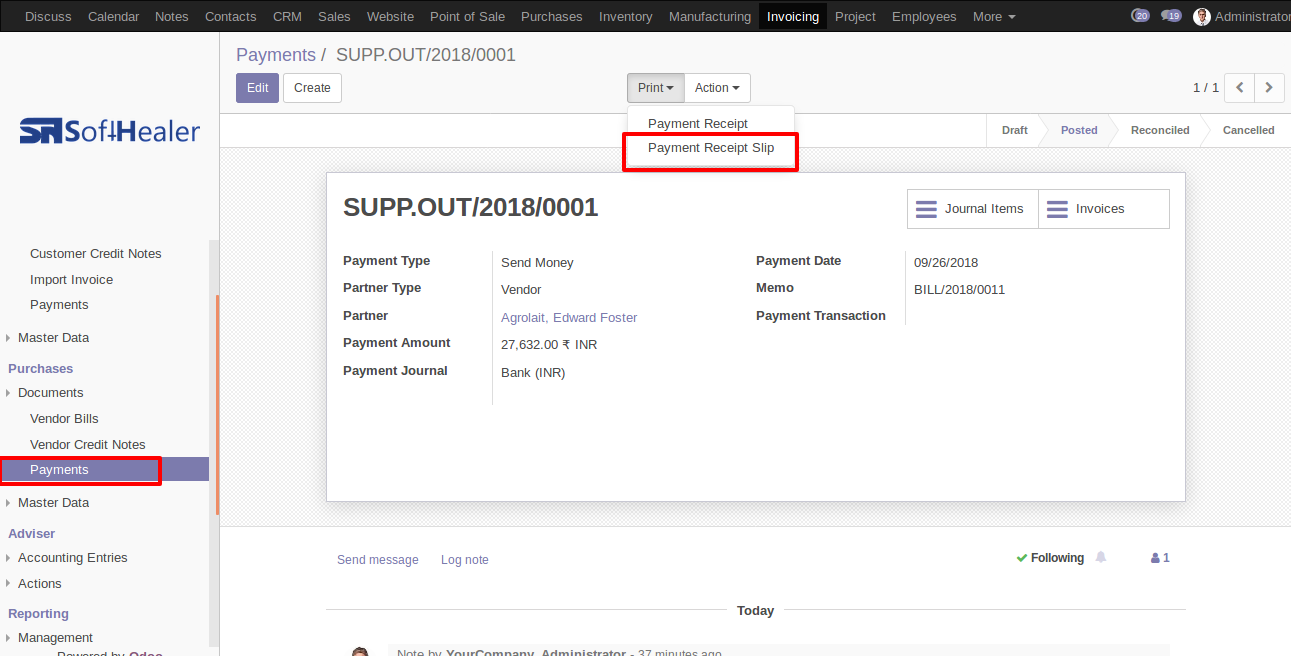 Discuss Calendar Notes Contacts CRM Sales Website Point of Sale Purchases Inventory Manufacturing Invoicing Project Employees More 20 19 Administrator
Payments / SUPP.OUT/2018/0001
Edit Create Print Action 1 / 1
Payment Receipt
Payment Receipt Slip
Draft Posted Reconciled Cancelled
SoftHealer
Customer Credit Notes
Import Invoice
Payments
Master Data
Purchases
Documents
Vendor Bills
Vendor Credit Notes
Payments
Master Data
Adviser
Accounting Entries
Actions
Reporting
Management
Powered by Odoo
SUPP.OUT/2018/0001
Journal Items Invoices
Payment Type Send Money
Partner Type Vendor
Partner Agrolait, Edward Foster
Payment Amount 27,632.00 ₹ INR
Payment Journal Bank (INR)
Payment Date 09/26/2018
Memo BILL/2018/0011
Payment Transaction
Send message Log note Following 1
Today
Note by YourCompany, Administrator - 37 minutes ago